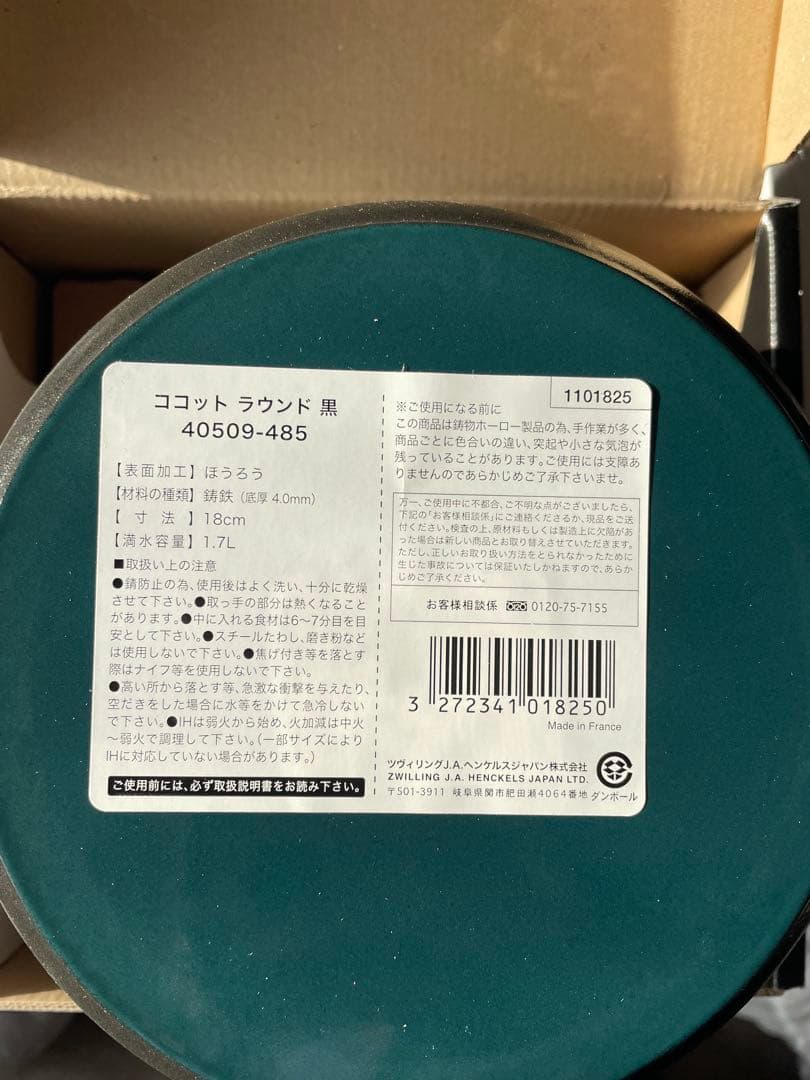 ココット ラウンド 黒
40509-485
【表面加工】ほうろう
【材料の種類】鋳鉄（底厚 4.0mm）
【 寸 法 】18cm
【満水容量】1.7L
■取扱い上の注意
●錆防止の為、使用後はよく洗い、十分に乾燥
させて下さい。●取っ手の部分は熱くなること
があります。●中に入れる食材は6～7分目を目
安として下さい。●スチールたわし、磨き粉などは使用しないで下さい。●焦げ付き等を落とす
際はナイフ等を使用しないで下さい。
●高い所から落とす等、急激な衝撃を与えたり、
空だきをした場合に水等をかけて急冷しない
で下さい。●IHは弱火から始め、火加減は中火
～弱火で調理して下さい。（一部サイズにより
IHに対応していない場合があります。）
ご使用前には、必ず取扱説明書をお読み下さい。
1101825
※ご使用になる前に
この商品は鋳物ホーロー製品の為、手作業が多く、
商品ごとに色合いの違い、突起や小さな気泡が
残っていることがあります。ご使用には支障あ
りませんのであらかじめご了承下さいませ。
万一、ご使用中に不都合、ご不明な点がございましたら、
下記の「お客様相談係」にご連絡くださるか、現品をご送
付ください。検査の上、原材料もしくは製造上に欠陥があ
った場合は新しい商品とお取り替えさせていただきます。
ただし、正しいお取り扱い方法をとられなかったために
生じた事故については保証いたしかねますので、あらか
じめご了承ください。
お客様相談係 0120-75-7155
3 272341 018250
Made in France
ツヴィリングJ.A.ヘンケルスジャパン株式会社
ZWILLING J.A. HENCKELS JAPAN LTD.
〒501-3911 岐阜県関市肥田瀬4064番地
ダンボール